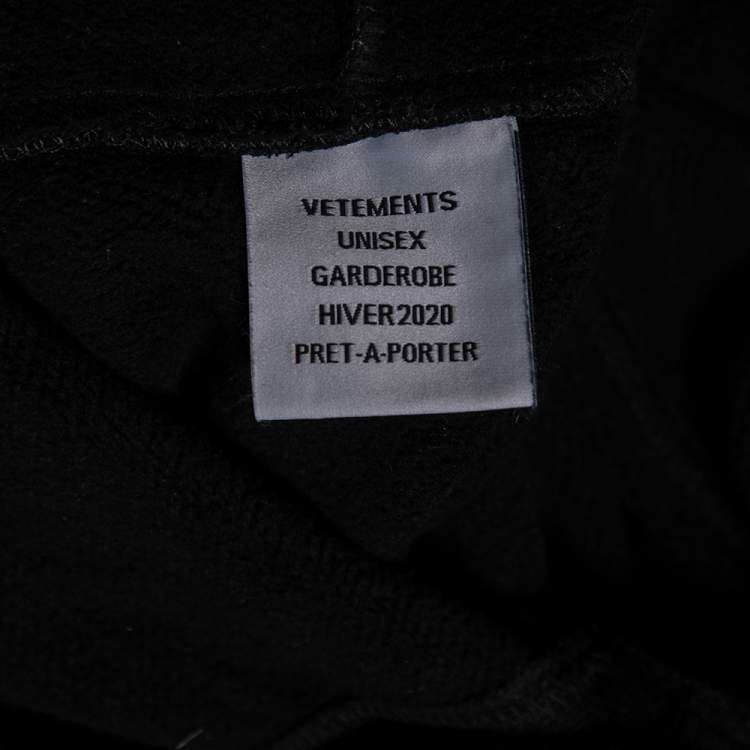 VETEMENTS
UNISEX
GARDEROBE
HIVER2020
PRET-A-PORTER